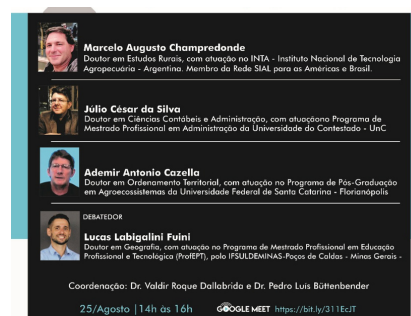 Marcelo Augusto Champredonde
Doutor em Estudos Rurais, com atuação no INTA - Instituto Nacional de Tecnologia
Agropecuária - Argentina. Membro da Rede SIAL para as Américas e Brasil.
Júlio César da Silva
Doutor em Ciências Contábeis e Administração, com atuaçãono Programa de
Mestrado Profissional em Administração da Universidade do Contestado - UnC
Ademir Antonio Cazella
Doutor em Ordenamento Territorial, com atuação no Programa de Pós-Graduação
em Agroecossistemas da Universidade Federal de Santa Catarina - Florianópolis
DEBATEDOR
Lucas Labigalini Fuini
Doutor em Geografia, com atuação no Programa de Mestrado Profissional em Educação
Profissional e Tecnológica (ProfEPT), polo IFSULDEMINAS-Poços de Caldas - Minas Gerais -
Coordenação: Dr. Valdir Roque Dallabrida e Dr. Pedro Luís Büttenbender
25/Agosto |14h às 16h GOOGLE MEET https://bit.ly/311EcJT